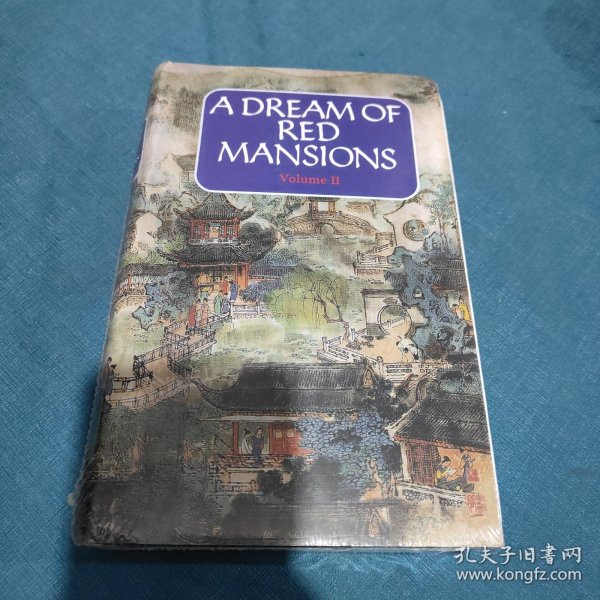 A DREAM OF
RED
MANSIONS
Volume II
孔夫子旧书网
www.kongfz.com